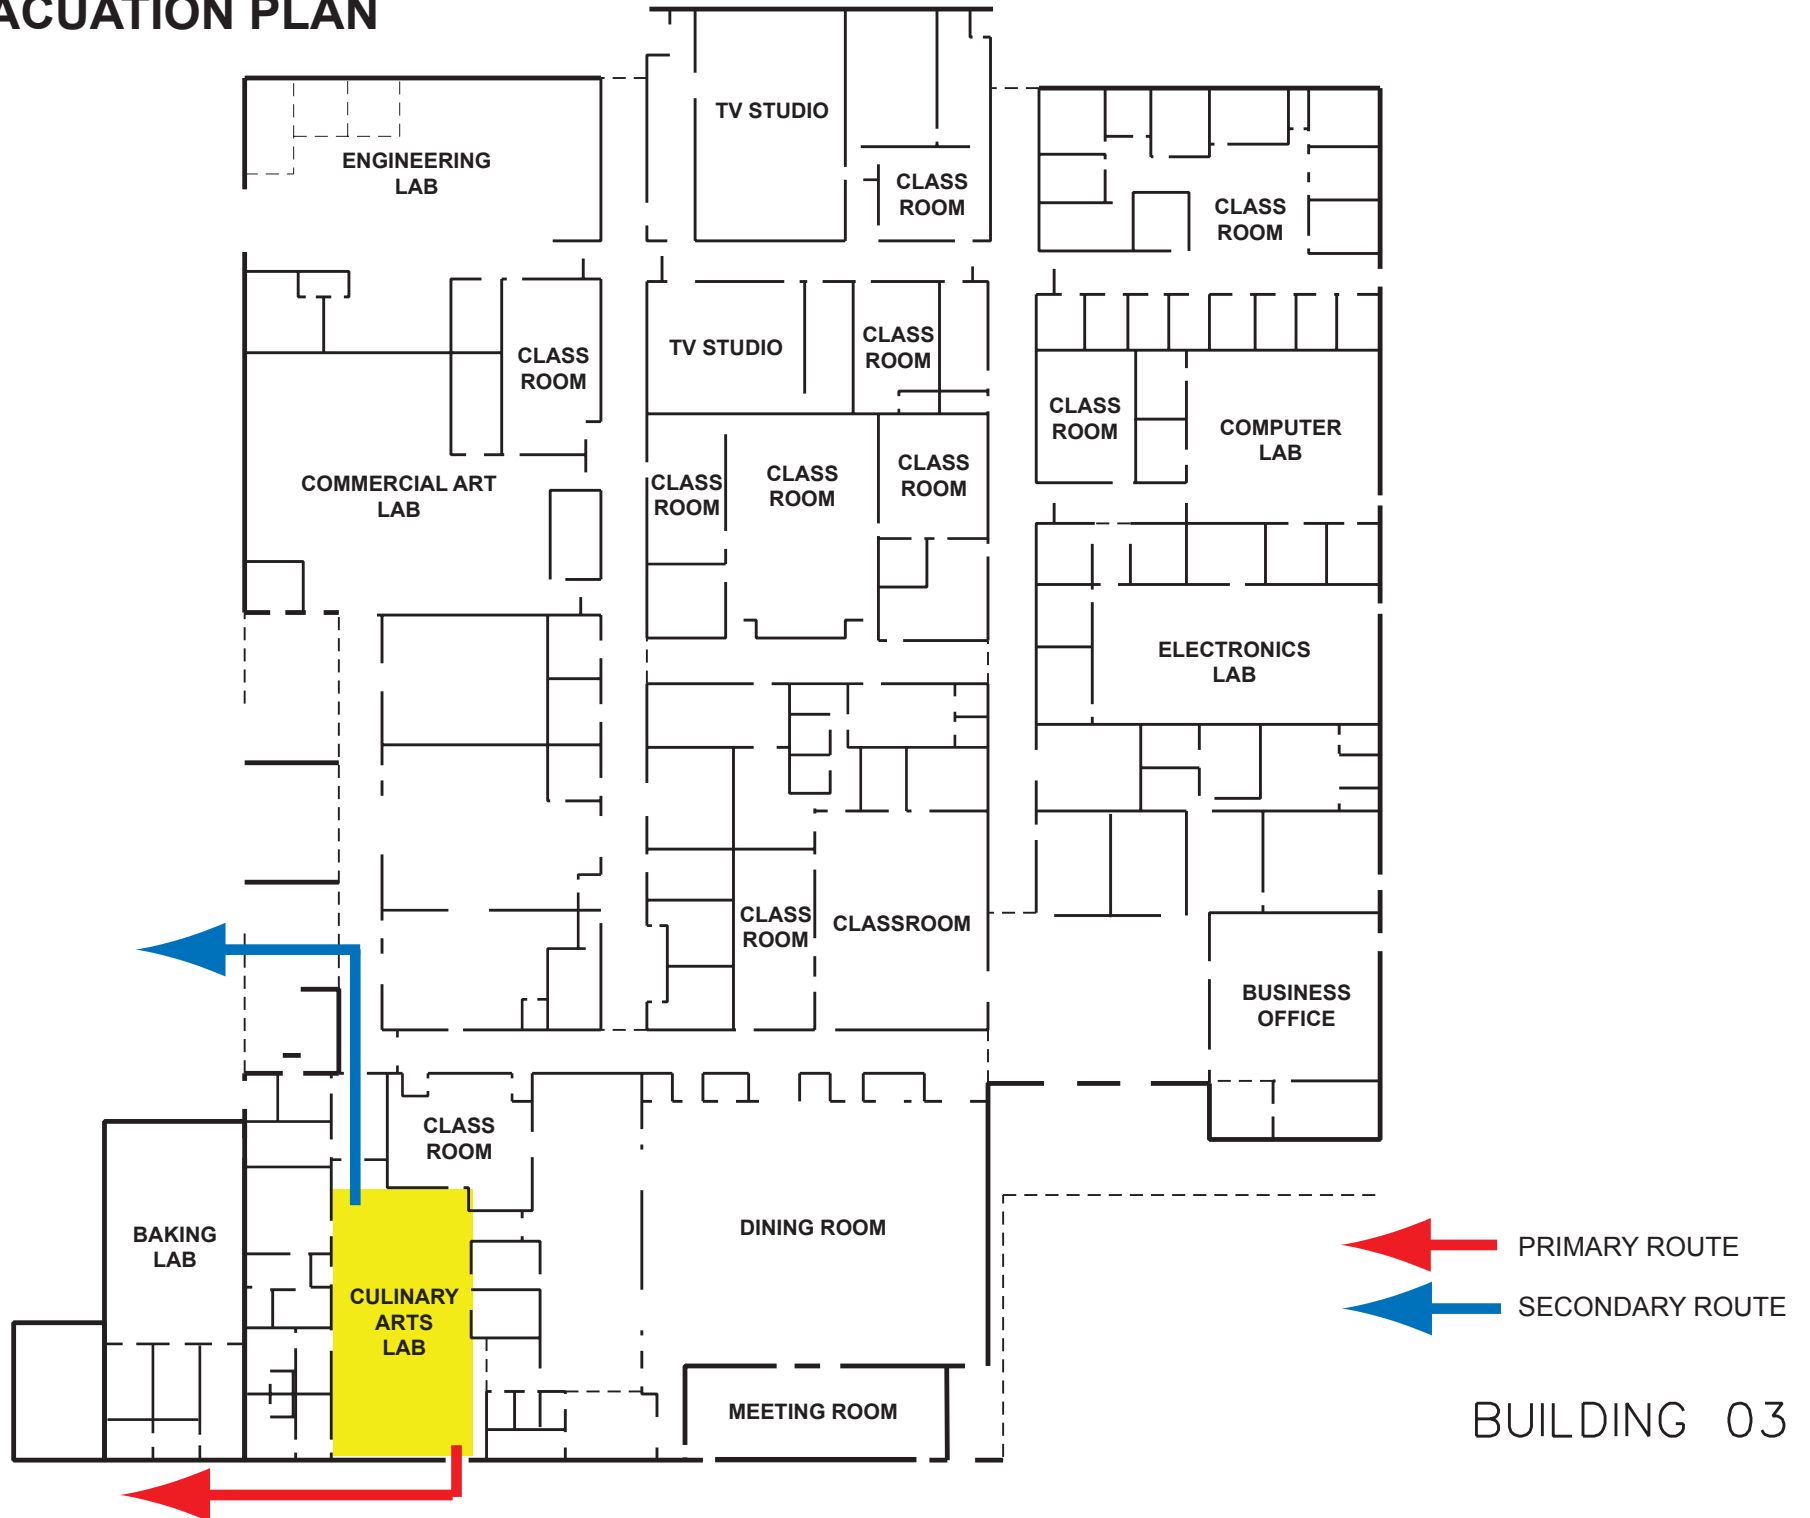 ACUATION PLAN
TV STUDIO
ENGINEERING
LAB
CLASS
ROOM
CLASS
ROOM
TV STUDIO
CLASS
ROOM
CLASS
ROOM
CLASS
ROOM
COMPUTER
LAB
COMMERCIAL ART
LAB
CLASS
ROOM
CLASS
ROOM
CLASS
ROOM
ELECTRONICS
LAB
CLASS
ROOM
CLASSROOM
BUSINESS
OFFICE
CLASS
ROOM
BAKING
LAB
DINING ROOM
CULINARY
ARTS
LAB
MEETING ROOM
PRIMARY ROUTE
SECONDARY ROUTE
BUILDING 03